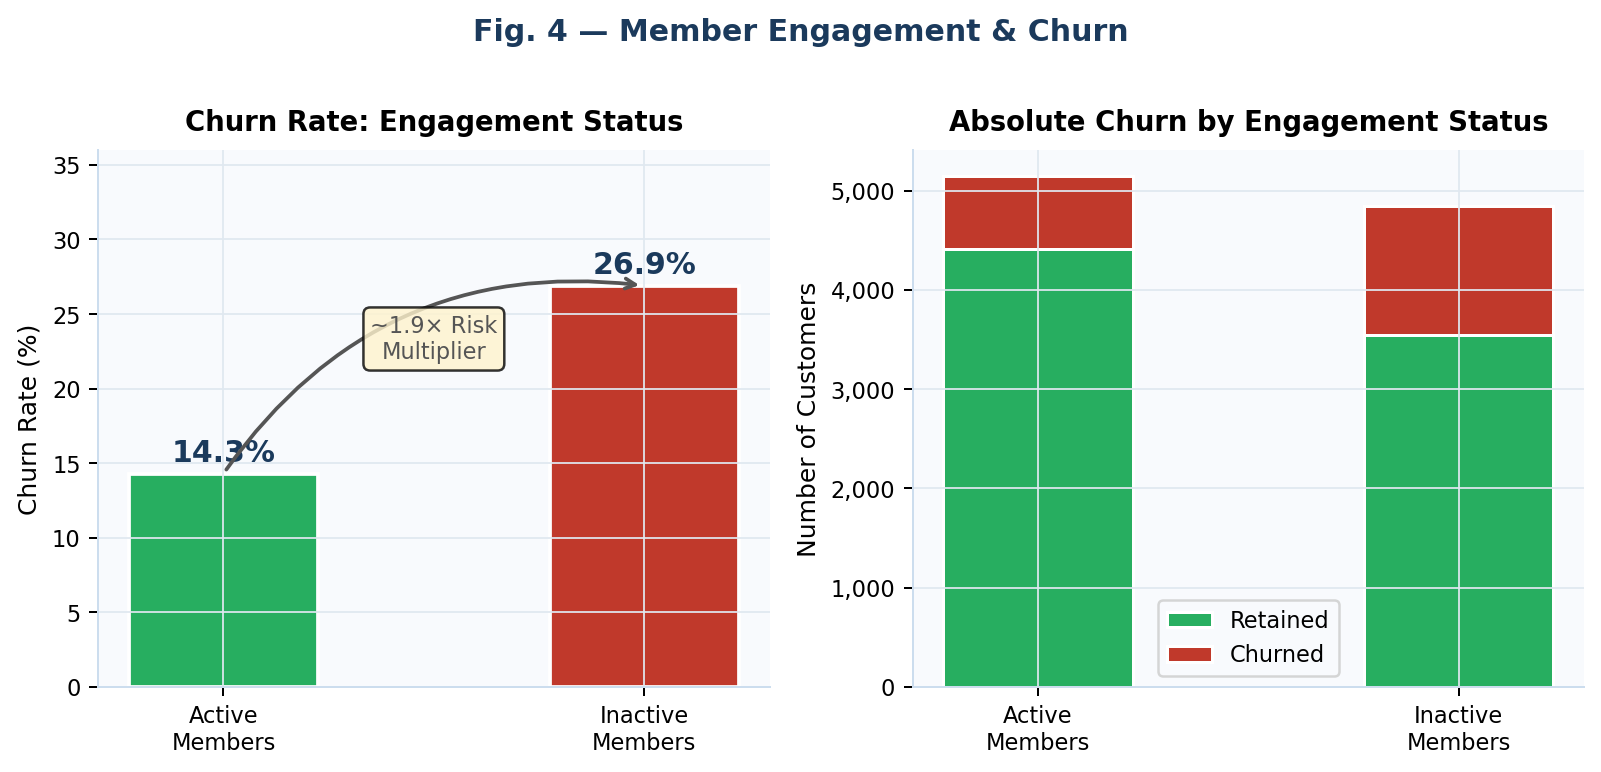 Fig. 4 — Member Engagement & Churn
Churn Rate: Engagement Status
Churn Rate (%)
35
30
25
20
15
10
5
0
14.3%
26.9%
~1.9× Risk
Multiplier
Active
Members
Inactive
Members
Absolute Churn by Engagement Status
Number of Customers
5,000
4,000
3,000
2,000
1,000
0
Retained
Churned
Active
Members
Inactive
Members